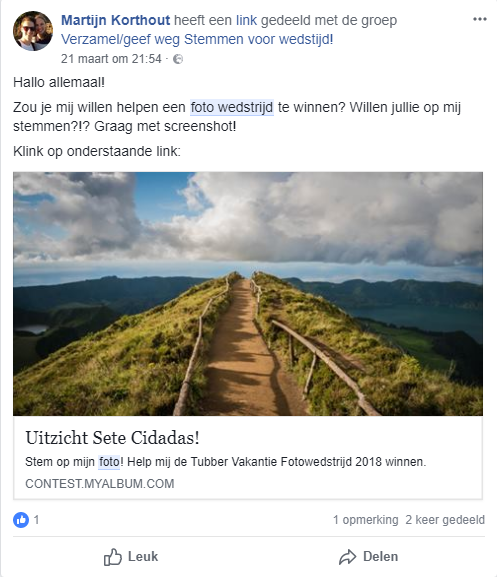 Martijn Korthout heeft een link gedeeld met de groep
Verzamel/geef weg Stemmen voor wedstijd!
21 maart om 21:54 ·
Hallo allemaal!
Zou je mij willen helpen een foto wedstrijd te winnen? Willen jullie op mij
stemmen?!? Graag met screenshot!
Klink op onderstaande link:
Uitzicht Sete Cidadas!
Stem op mijn foto! Help mij de Tubber Vakantie Fotowedstrijd 2018 winnen.
CONTEST.MYALBUM.COM
1
1 opmerking 2 keer gedeeld
Leuk
Delen